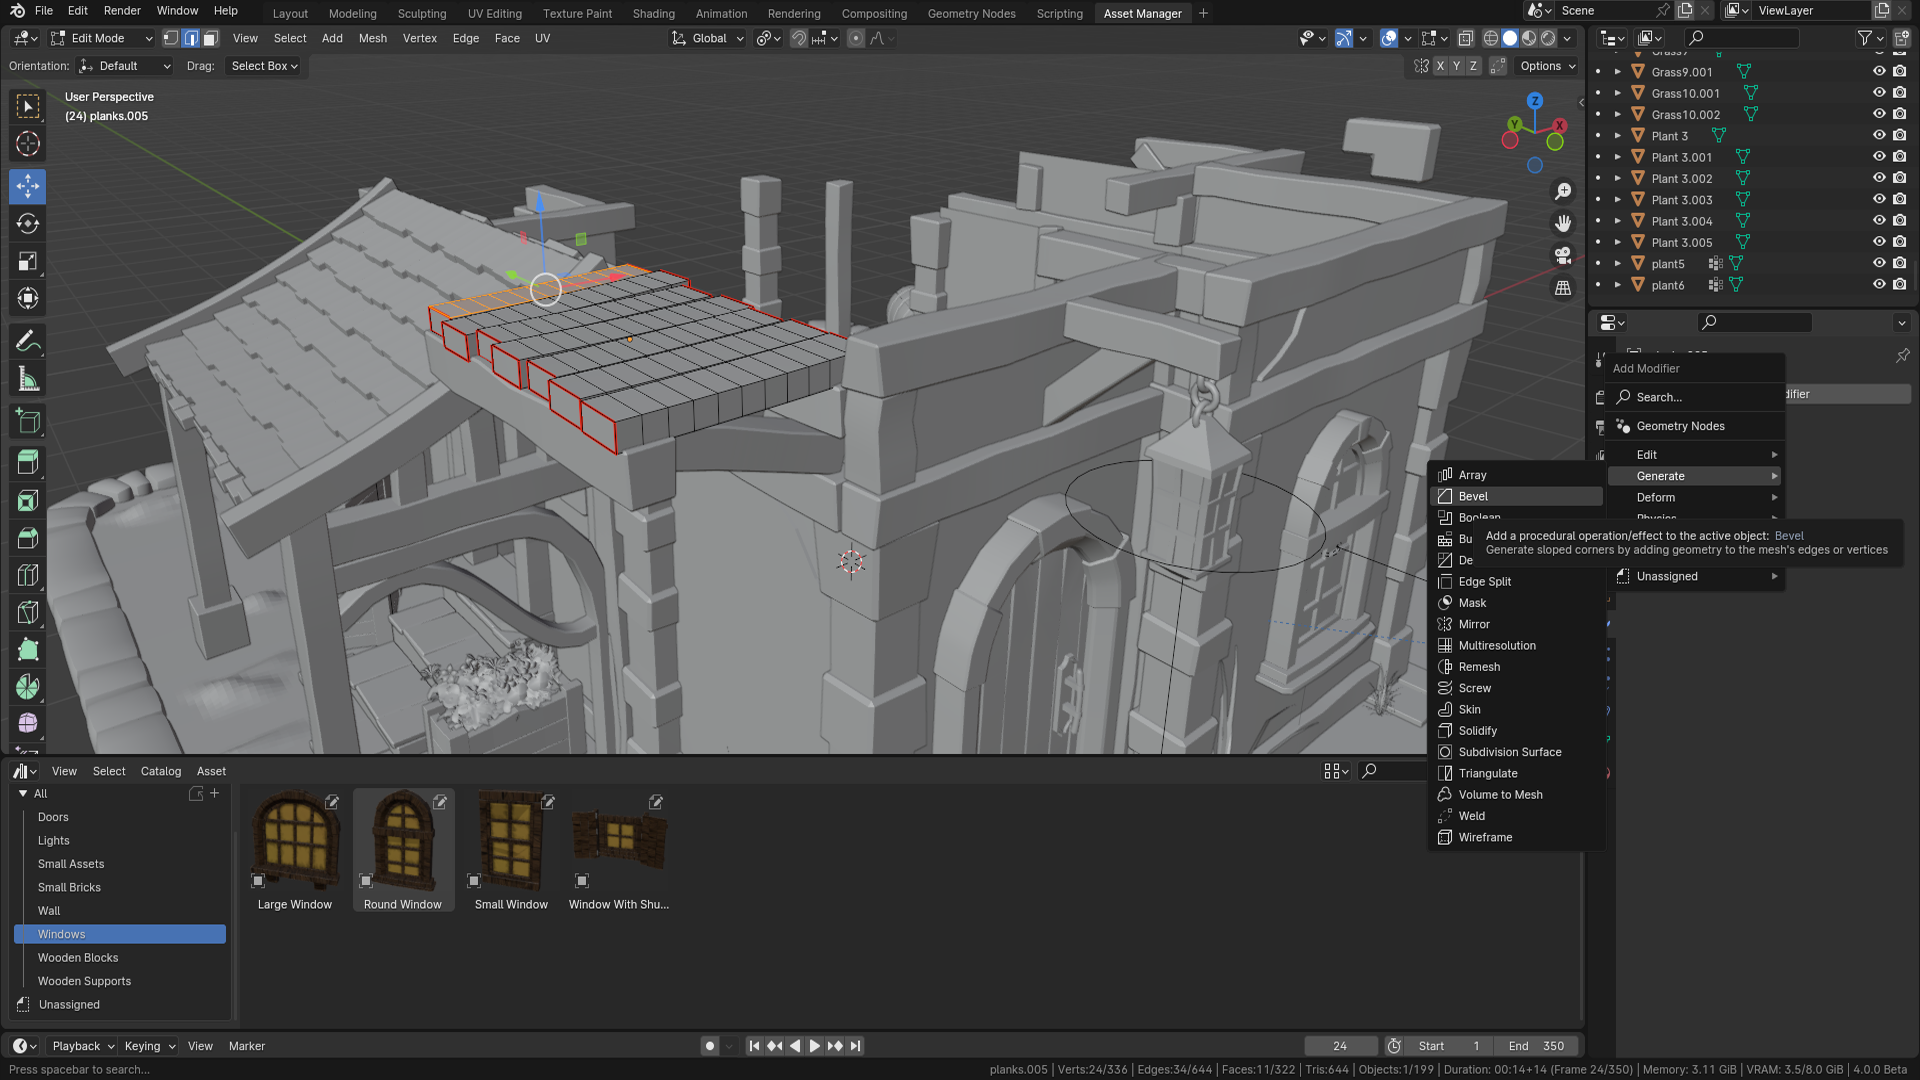 File Edit Render Window Help Layout Modeling Sculpting UV Editing Texture Paint Shading Animation Rendering Compositing Geometry Nodes Scripting Asset Manager + Scene ViewLayer
Edit Mode View Select Add Mesh Vertex Edge Face UV Global
Orientation: Default Drag: Select Box X Y Z Options
User Perspective
(24) planks.005
Z
Y
X
Grass9.001
Grass10.001
Grass10.002
Plant 3
Plant 3.001
Plant 3.002
Plant 3.003
Plant 3.004
Plant 3.005
plant5
plant6
Add Modifier
Search...
Geometry Nodes
Edit
Generate
Deform
Physics
Unassigned
Array
Bevel
Boolean
Bu
De
Edge Split
Mask
Mirror
Multiresolution
Remesh
Screw
Skin
Solidify
Subdivision Surface
Triangulate
Volume to Mesh
Weld
Wireframe
Add a procedural operation/effect to the active object: Bevel
Generate sloped corners by adding geometry to the mesh's edges or vertices
View Select Catalog Asset
All
Doors
Lights
Small Assets
Small Bricks
Wall
Windows
Wooden Blocks
Wooden Supports
Unassigned
Large Window
Round Window
Small Window
Window With Shu...
Playback Keying View Marker 24 Start 1 End 350
Press spacebar to search...
planks.005 | Verts:24/336 | Edges:34/644 | Faces:11/322 | Tris:644 | Objects:1/199 | Duration: 00:14+14 (Frame 24/350) | Memory: 3.11 GiB | VRAM: 3.5/8.0 GiB | 4.0.0 Beta